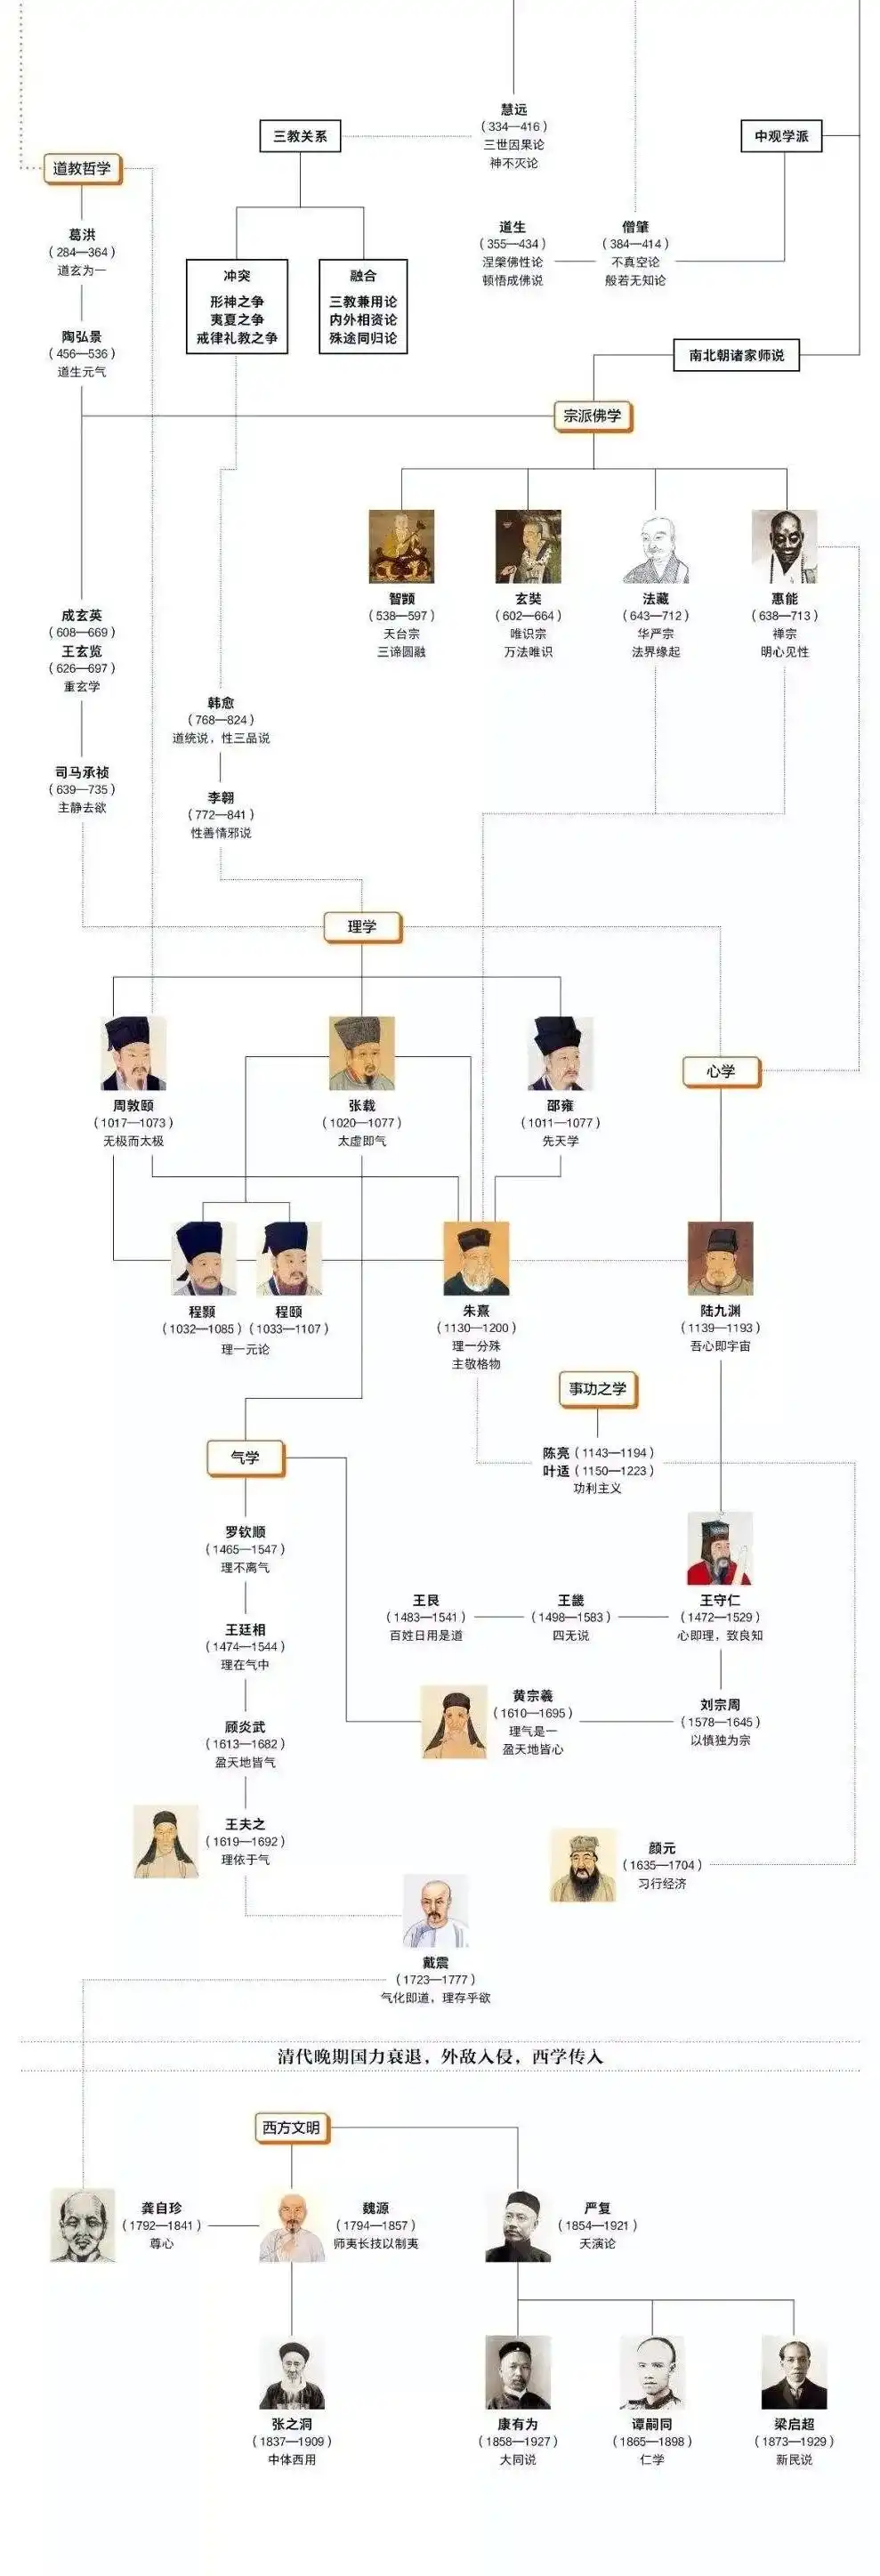 慧远
（334—416）
三世因果论
神不灭论
三教关系
中观学派
道教哲学
葛洪
（284—364）
道玄为一
道生
（355—434）
涅槃佛性论
顿悟成佛说
僧肇
（384—414）
不真空论
般若无知论
冲突
形神之争
夷夏之争
戒律礼教之争
融合
三教兼用论
内外相资论
殊途同归论
陶弘景
（456—536）
道生元气
南北朝诸家师说
宗派佛学
智顗
（538—597）
天台宗
三谛圆融
玄奘
（602—664）
唯识宗
万法唯识
法藏
（643—712）
华严宗
法界缘起
惠能
（638—713）
禅宗
明心见性
成玄英
（608—669）
王玄览
（626—697）
重玄学
韩愈
（768—824）
道统说，性三品说
司马承祯
（639—735）
主静去欲
李翱
（772—841）
性善情邪说
理学
心学
周敦颐
（1017—1073）
无极而太极
张载
（1020—1077）
太虚即气
邵雍
（1011—1077）
先天学
程颢
（1032—1085）
程颐
（1033—1107）
理一元论
朱熹
（1130—1200）
理一分殊
主敬格物
陆九渊
（1139—1193）
吾心即宇宙
事功之学
陈亮（1143—1194）
叶适（1150—1223）
功利主义
气学
罗钦顺
（1465—1547）
理不离气
王艮
（1483—1541）
百姓日用是道
王畿
（1498—1583）
四无说
王守仁
（1472—1529）
心即理，致良知
王廷相
（1474—1544）
理在气中
黄宗羲
（1610—1695）
理气是一
盈天地皆心
刘宗周
（1578—1645）
以慎独为宗
顾炎武
（1613—1682）
盈天地皆气
王夫之
（1619—1692）
理依于气
颜元
（1635—1704）
习行经济
戴震
（1723—1777）
气化即道，理存乎欲
清代晚期国力衰退，外敌入侵，西学传入
西方文明
龚自珍
（1792—1841）
尊心
魏源
（1794—1857）
师夷长技以制夷
严复
（1854—1921）
天演论
张之洞
（1837—1909）
中体西用
康有为
（1858—1927）
大同说
谭嗣同
（1865—1898）
仁学
梁启超
（1873—1929）
新民说